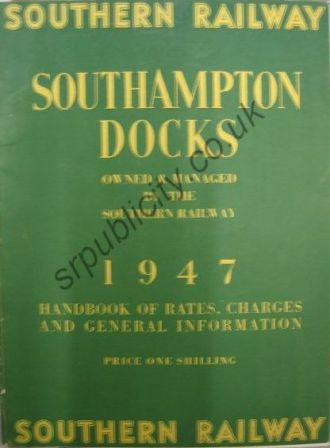 SOUTHERN RAILWAY
SOUTHAMPTON
DOCKS
OWNED & MANAGED
BY THE
SOUTHERN RAILWAY
1947
HANDBOOK OF RATES, CHARGES
AND GENERAL INFORMATION
PRICE ONE SHILLING
SOUTHERN RAILWAY
srpublicity.co.uk